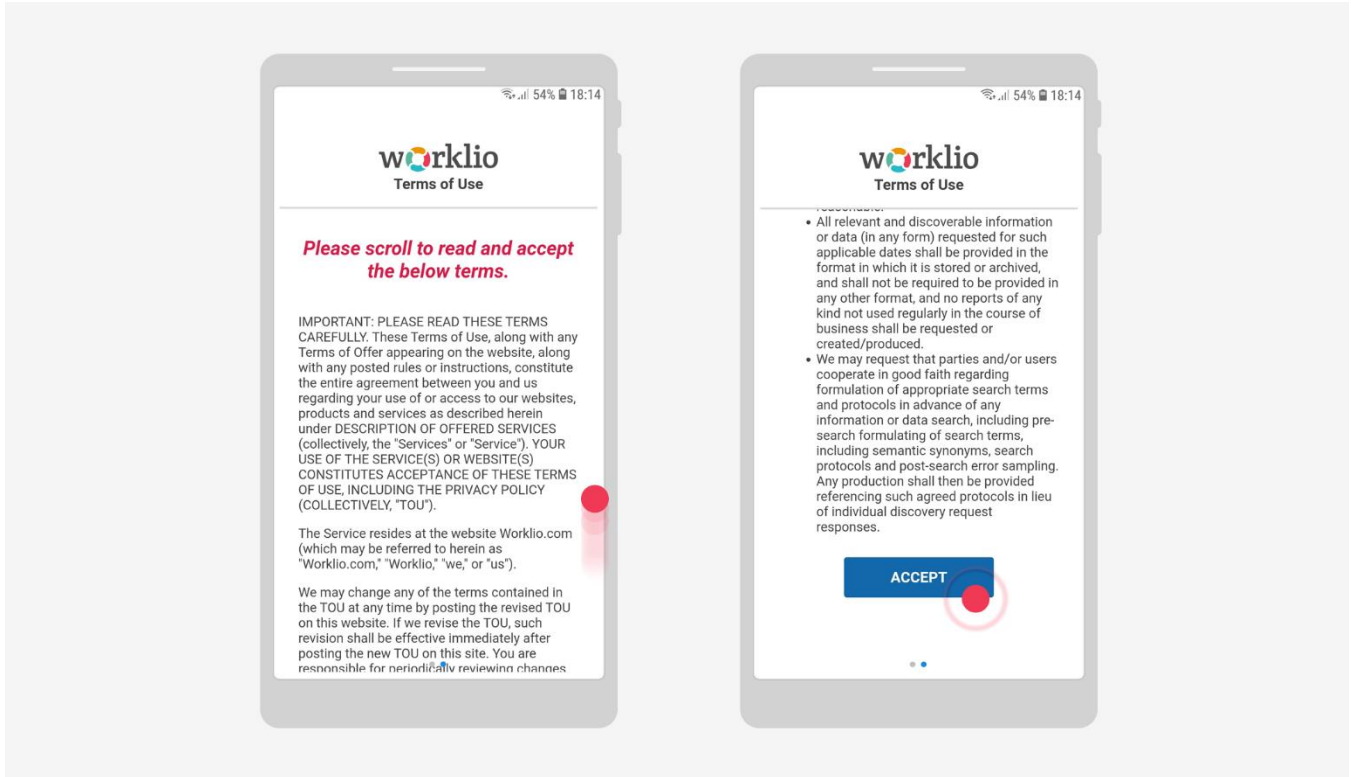 54% 18:14
worklio
Terms of Use
Please scroll to read and accept
the below terms.
IMPORTANT: PLEASE READ THESE TERMS
CAREFULLY. These Terms of Use, along with any
Terms of Offer appearing on the website, along
with any posted rules or instructions, constitute
the entire agreement between you and us
regarding your use of or access to our websites,
products and services as described herein
under DESCRIPTION OF OFFERED SERVICES
(collectively, the "Services" or "Service"). YOUR
USE OF THE SERVICE(S) OR WEBSITE(S)
CONSTITUTES ACCEPTANCE OF THESE TERMS
OF USE, INCLUDING THE PRIVACY POLICY
(COLLECTIVELY, "TOU").
The Service resides at the website Worklio.com
(which may be referred to herein as
"Worklio.com," "Worklio," "we," or "us").
We may change any of the terms contained in
the TOU at any time by posting the revised TOU
on this website. If we revise the TOU, such
revision shall be effective immediately after
posting the new TOU on this site. You are
responsible for periodically reviewing changes
54% 18:14
worklio
Terms of Use
reasonable.
• All relevant and discoverable information
or data (in any form) requested for such
applicable dates shall be provided in the
format in which it is stored or archived,
and shall not be required to be provided in
any other format, and no reports of any
kind not used regularly in the course of
business shall be requested or
created/produced.
• We may request that parties and/or users
cooperate in good faith regarding
formulation of appropriate search terms
and protocols in advance of any
information or data search, including pre-
search formulating of search terms,
including semantic synonyms, search
protocols and post-search error sampling.
Any production shall then be provided
referencing such agreed protocols in lieu
of individual discovery request
responses.
ACCEPT